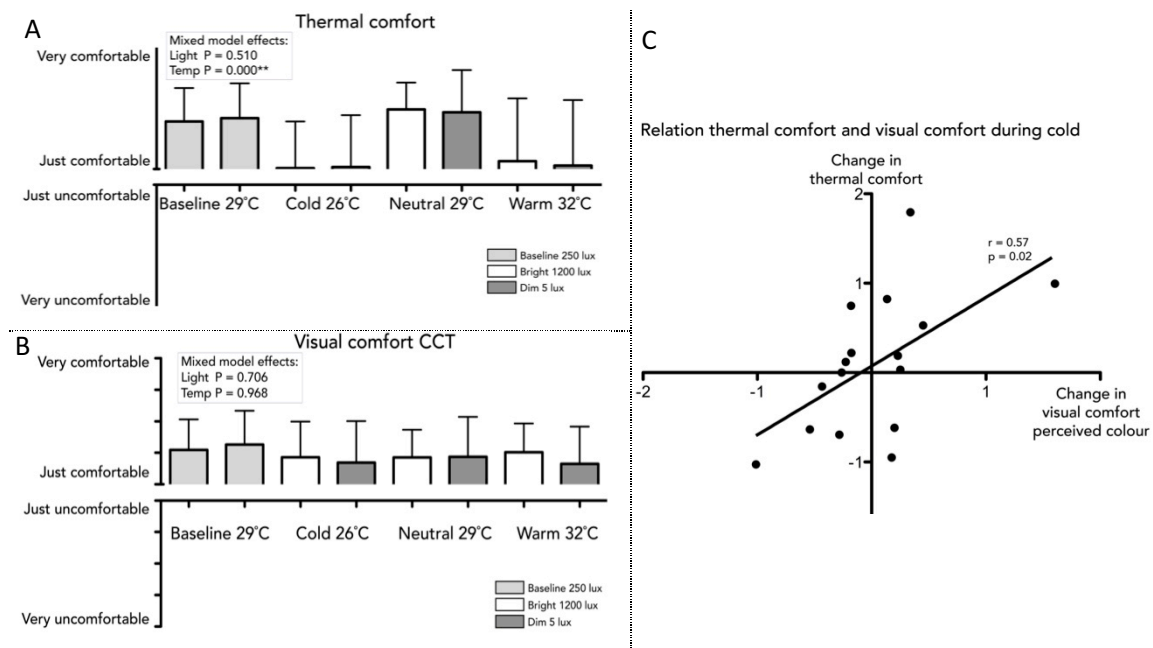 A
Thermal comfort
Mixed model effects:
Light P = 0.510
Temp P = 0.000**
Very comfortable
Just comfortable
Just uncomfortable
Very uncomfortable
Baseline 29°C
Cold 26°C
Neutral 29°C
Warm 32°C
Baseline 250 lux
Bright 1200 lux
Dim 5 lux
B
Visual comfort CCT
Mixed model effects:
Light P = 0.706
Temp P = 0.968
Very comfortable
Just comfortable
Just uncomfortable
Very uncomfortable
Baseline 29°C
Cold 26°C
Neutral 29°C
Warm 32°C
Baseline 250 lux
Bright 1200 lux
Dim 5 lux
C
Relation thermal comfort and visual comfort during cold
Change in
thermal comfort
2
r = 0.57
p = 0.02
1
-2
-1
1
Change in
visual comfort
perceived colour
-1